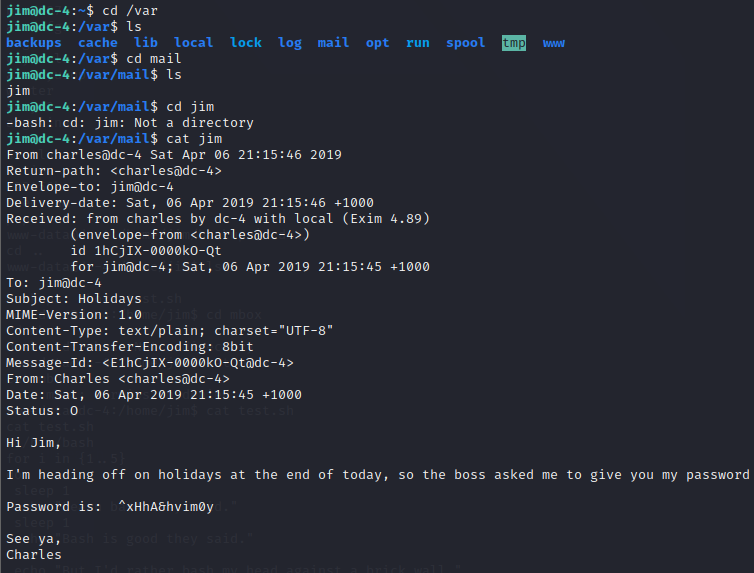 jim@dc-4:~$ cd /var
jim@dc-4:/var$ ls
backups cache lib local lock log mail opt run spool tmp www
jim@dc-4:/var$ cd mail
jim@dc-4:/var/mail$ ls
jim
jim@dc-4:/var/mail$ cd jim
-bash: cd: jim: Not a directory
jim@dc-4:/var/mail$ cat jim
From charles@dc-4 Sat Apr 06 21:15:46 2019
Return-path: <charles@dc-4>
Envelope-to: jim@dc-4
Delivery-date: Sat, 06 Apr 2019 21:15:46 +1000
Received: from charles by dc-4 with local (Exim 4.89)
(envelope-from <charles@dc-4>)
id 1hCjIX-0000kO-Qt
for jim@dc-4; Sat, 06 Apr 2019 21:15:45 +1000
To: jim@dc-4
Subject: Holidays
MIME-Version: 1.0
Content-Type: text/plain; charset="UTF-8"
Content-Transfer-Encoding: 8bit
Message-Id: <E1hCjIX-0000kO-Qt@dc-4>
From: Charles <charles@dc-4>
Date: Sat, 06 Apr 2019 21:15:45 +1000
Status: O
Hi Jim,
I'm heading off on holidays at the end of today, so the boss asked me to give you my password
Password is: ^xHhA&hvim0y
See ya,
Charles